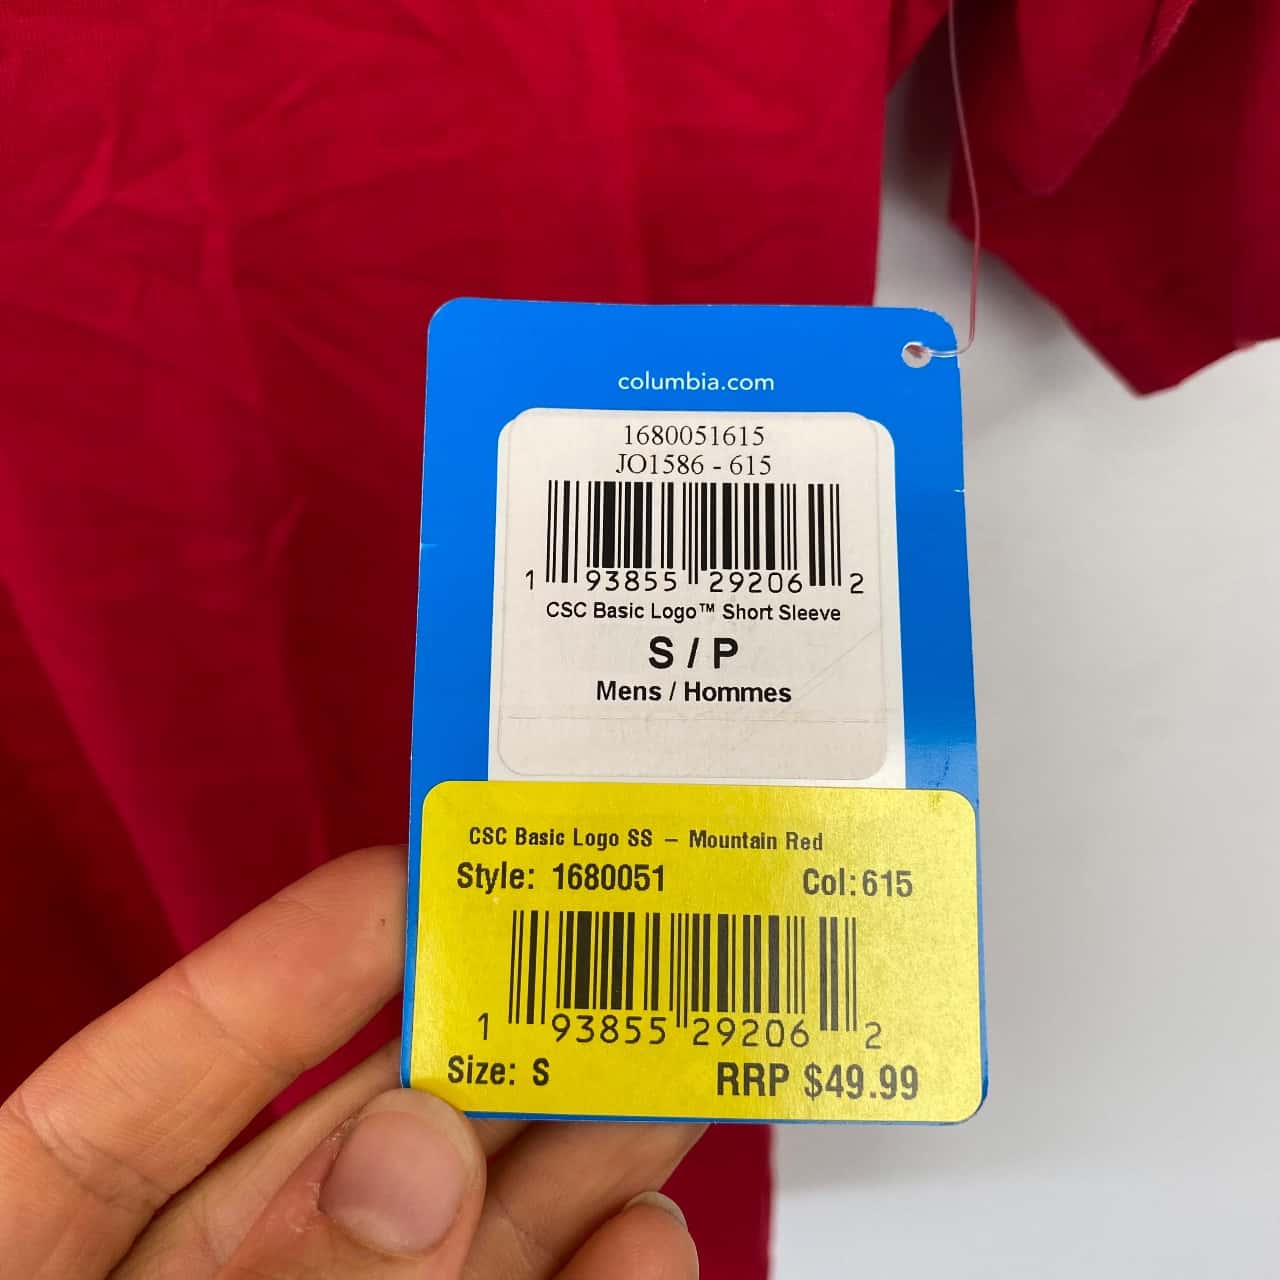 columbia.com
1680051615
JO1586 - 615
1 93855 29206 2
CSC Basic Logo™ Short Sleeve
S / P
Mens / Hommes
CSC Basic Logo SS – Mountain Red
Style: 1680051 Col:615
1 93855 29206 2
Size: S RRP $49.99